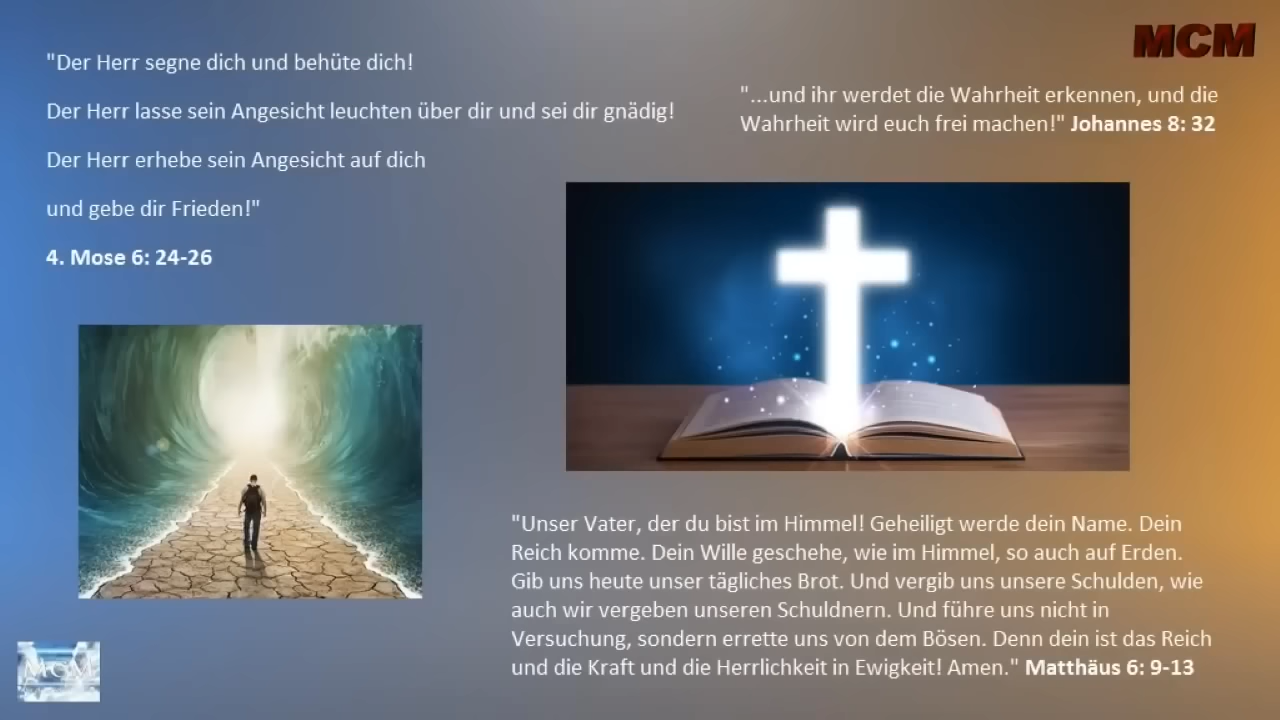 "Der Herr segne dich und behüte dich!
Der Herr lasse sein Angesicht leuchten über dir und sei dir gnädig!
Der Herr erhebe sein Angesicht auf dich
und gebe dir Frieden!"
4. Mose 6: 24-26
MCM
"...und ihr werdet die Wahrheit erkennen, und die
Wahrheit wird euch frei machen!" Johannes 8: 32
"Unser Vater, der du bist im Himmel! Geheiligt werde dein Name. Dein
Reich komme. Dein Wille geschehe, wie im Himmel, so auch auf Erden.
Gib uns heute unser tägliches Brot. Und vergib uns unsere Schulden, wie
auch wir vergeben unseren Schuldnern. Und führe uns nicht in
Versuchung, sondern errette uns von dem Bösen. Denn dein ist das Reich
und die Kraft und die Herrlichkeit in Ewigkeit! Amen." Matthäus 6: 9-13
MCM